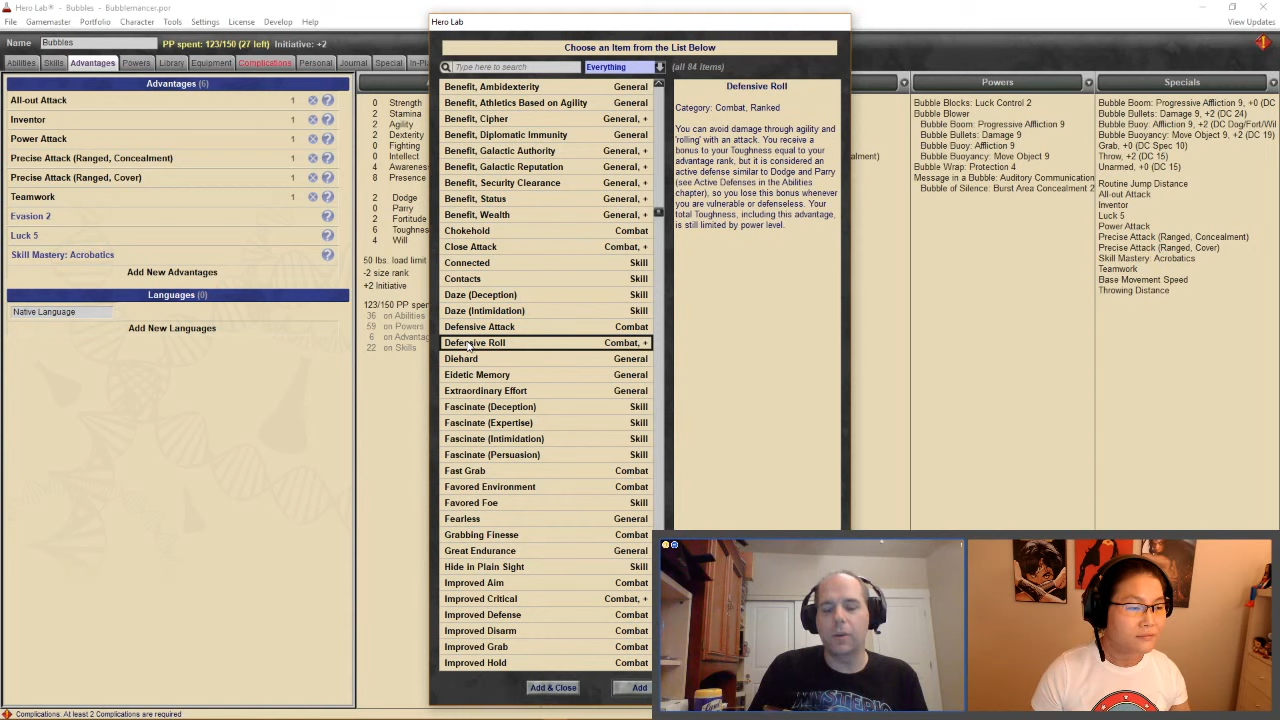 Hero Lab® - Bubbles - Bubblemancer.por
File Gamemaster Portfolio Character Tools Settings License Develop Help
View Updates
Name Bubbles PP spent: 123/150 (27 left) Initiative: +2
Abilities Skills Advantages Powers Library Equipment Complications Personal Journal Special In-Pla
Advantages (6)
All-out Attack 1
Inventor 1
Power Attack 1
Precise Attack (Ranged, Concealment) 1
Precise Attack (Ranged, Cover) 1
Teamwork 1
Evasion 2
Luck 5
Skill Mastery: Acrobatics
Add New Advantages
Languages (0)
Native Language
Add New Languages
0 Strength
2 Stamina
2 Agility
2 Dexterity
0 Fighting
0 Intellect
4 Awareness
8 Presence
2 Dodge
0 Parry
2 Fortitude
6 Toughness
4 Will
50 lbs. load limit
-2 size rank
+2 Initiative
123/150 PP spe
36 on Abilities
59 on Powers
6 on Advantag
22 on Skills
Hero Lab
Choose an Item from the List Below
Type here to search Everything (all 84 items)
Benefit, Ambidexterity General
Benefit, Athletics Based on Agility General
Benefit, Cipher General, +
Benefit, Diplomatic Immunity General
Benefit, Galactic Authority General, +
Benefit, Galactic Reputation General, +
Benefit, Security Clearance General, +
Benefit, Status General, +
Benefit, Wealth General, +
Chokehold Combat
Close Attack Combat, +
Connected Skill
Contacts Skill
Daze (Deception) Skill
Daze (Intimidation) Skill
Defensive Attack Combat
Defensive Roll Combat, +
Diehard General
Eidetic Memory General
Extraordinary Effort General
Fascinate (Deception) Skill
Fascinate (Expertise) Skill
Fascinate (Intimidation) Skill
Fascinate (Persuasion) Skill
Fast Grab Combat
Favored Environment Combat
Favored Foe Skill
Fearless General
Grabbing Finesse Combat
Great Endurance General
Hide in Plain Sight Skill
Improved Aim Combat
Improved Critical Combat, +
Improved Defense Combat
Improved Disarm Combat
Improved Grab Combat
Improved Hold Combat
Add & Close Add
Defensive Roll
Category: Combat, Ranked
You can avoid damage through agility and
'rolling' with an attack. You receive a
bonus to your Toughness equal to your
advantage rank, but it is considered an
active defense similar to Dodge and Parry
(see Active Defenses in the Abilities
chapter), so you lose this bonus whenever
you are vulnerable or defenseless. Your
total Toughness, including this advantage,
is still limited by power level.
alment)
Powers
Bubble Blocks: Luck Control 2
Bubble Blower
Bubble Boom: Progressive Affliction 9
Bubble Bullets: Damage 9
Bubble Buoy: Affliction 9
Bubble Buoyancy: Move Object 9
Bubble Wrap: Protection 4
Message in a Bubble: Auditory Communication
Bubble of Silence: Burst Area Concealment 2
Specials
Bubble Boom: Progressive Affliction 9, +0 (DC
Bubble Bullets: Damage 9, +2 (DC 24)
Bubble Buoy: Affliction 9, +2 (DC Dog/Fort/Wil
Bubble Buoyancy: Move Object 9, +2 (DC 19)
Grab, +0 (DC Spec 10)
Throw, +2 (DC 15)
Unarmed, +0 (DC 15)
Routine Jump Distance
All-out Attack
Inventor
Luck 5
Power Attack
Precise Attack (Ranged, Concealment)
Precise Attack (Ranged, Cover)
Skill Mastery: Acrobatics
Teamwork
Base Movement Speed
Throwing Distance
Complications: At least 2 Complications are required